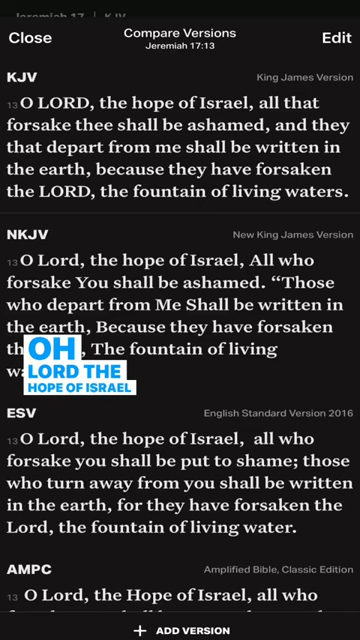 Close
Compare Versions
Edit
Jeremiah 17:13
KJV
King James Version
13 O LORD, the hope of Israel, all that
forsake thee shall be ashamed, and they
that depart from me shall be written in
the earth, because they have forsaken
the LORD, the fountain of living waters.
NKJV
New King James Version
13 O Lord, the hope of Israel, All who
forsake You shall be ashamed. “Those
who depart from Me Shall be written in
the earth, Because they have forsaken
, The fountain of living
OH
LORD THE
HOPE OF ISRAEL
ESV
English Standard Version 2016
13 O Lord, the hope of Israel, all who
forsake you shall be put to shame; those
who turn away from you shall be written
in the earth, for they have forsaken the
Lord, the fountain of living water.
AMPC
Amplified Bible, Classic Edition
13 O Lord, the Hope of Israel, all who
+ ADD VERSION